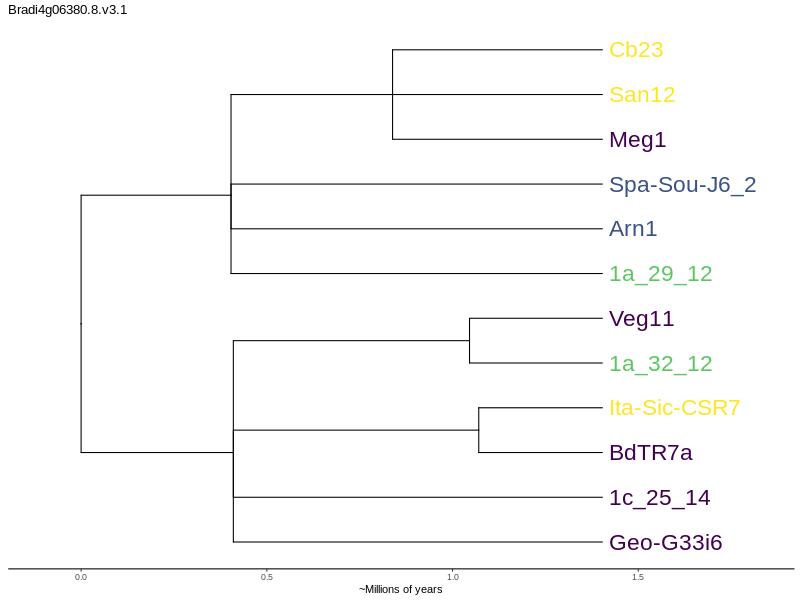 Bradi4g06380.8.v3.1
Cb23
San12
Meg1
Spa-Sou-J6_2
Arn1
1a_29_12
Veg11
1a_32_12
Ita-Sic-CSR7
BdTR7a
1c_25_14
Geo-G33i6
0.0 0.5 1.0 1.5
~Millions of years